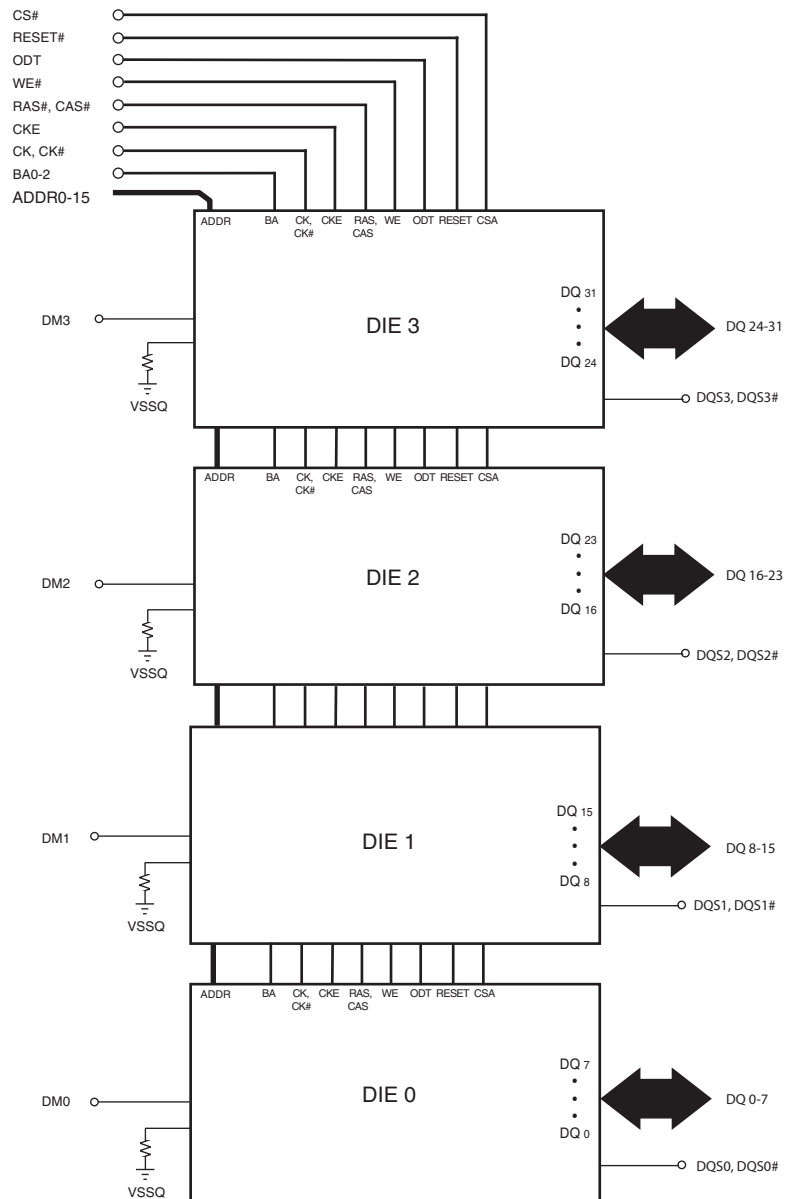 CS#
RESET#
ODT
WE#
RAS#, CAS#
CKE
CK, CK#
BA0-2
ADDR0-15
ADDR BA CK, CK# CKE RAS, CAS WE ODT RESET CSA
DM3
DIE 3
DQ 31
DQ 24
DQ 24-31
VSSQ
DQS3, DQS3#
ADDR BA CK, CK# CKE RAS, CAS WE ODT RESET CSA
DM2
DIE 2
DQ 23
DQ 16
DQ 16-23
VSSQ
DQS2, DQS2#
DM1
DIE 1
DQ 15
DQ 8
DQ 8-15
VSSQ
DQS1, DQS1#
ADDR BA CK, CK# CKE RAS, CAS WE ODT RESET CSA
DM0
DIE 0
DQ 7
DQ 0
DQ 0-7
VSSQ
DQS0, DQS0#